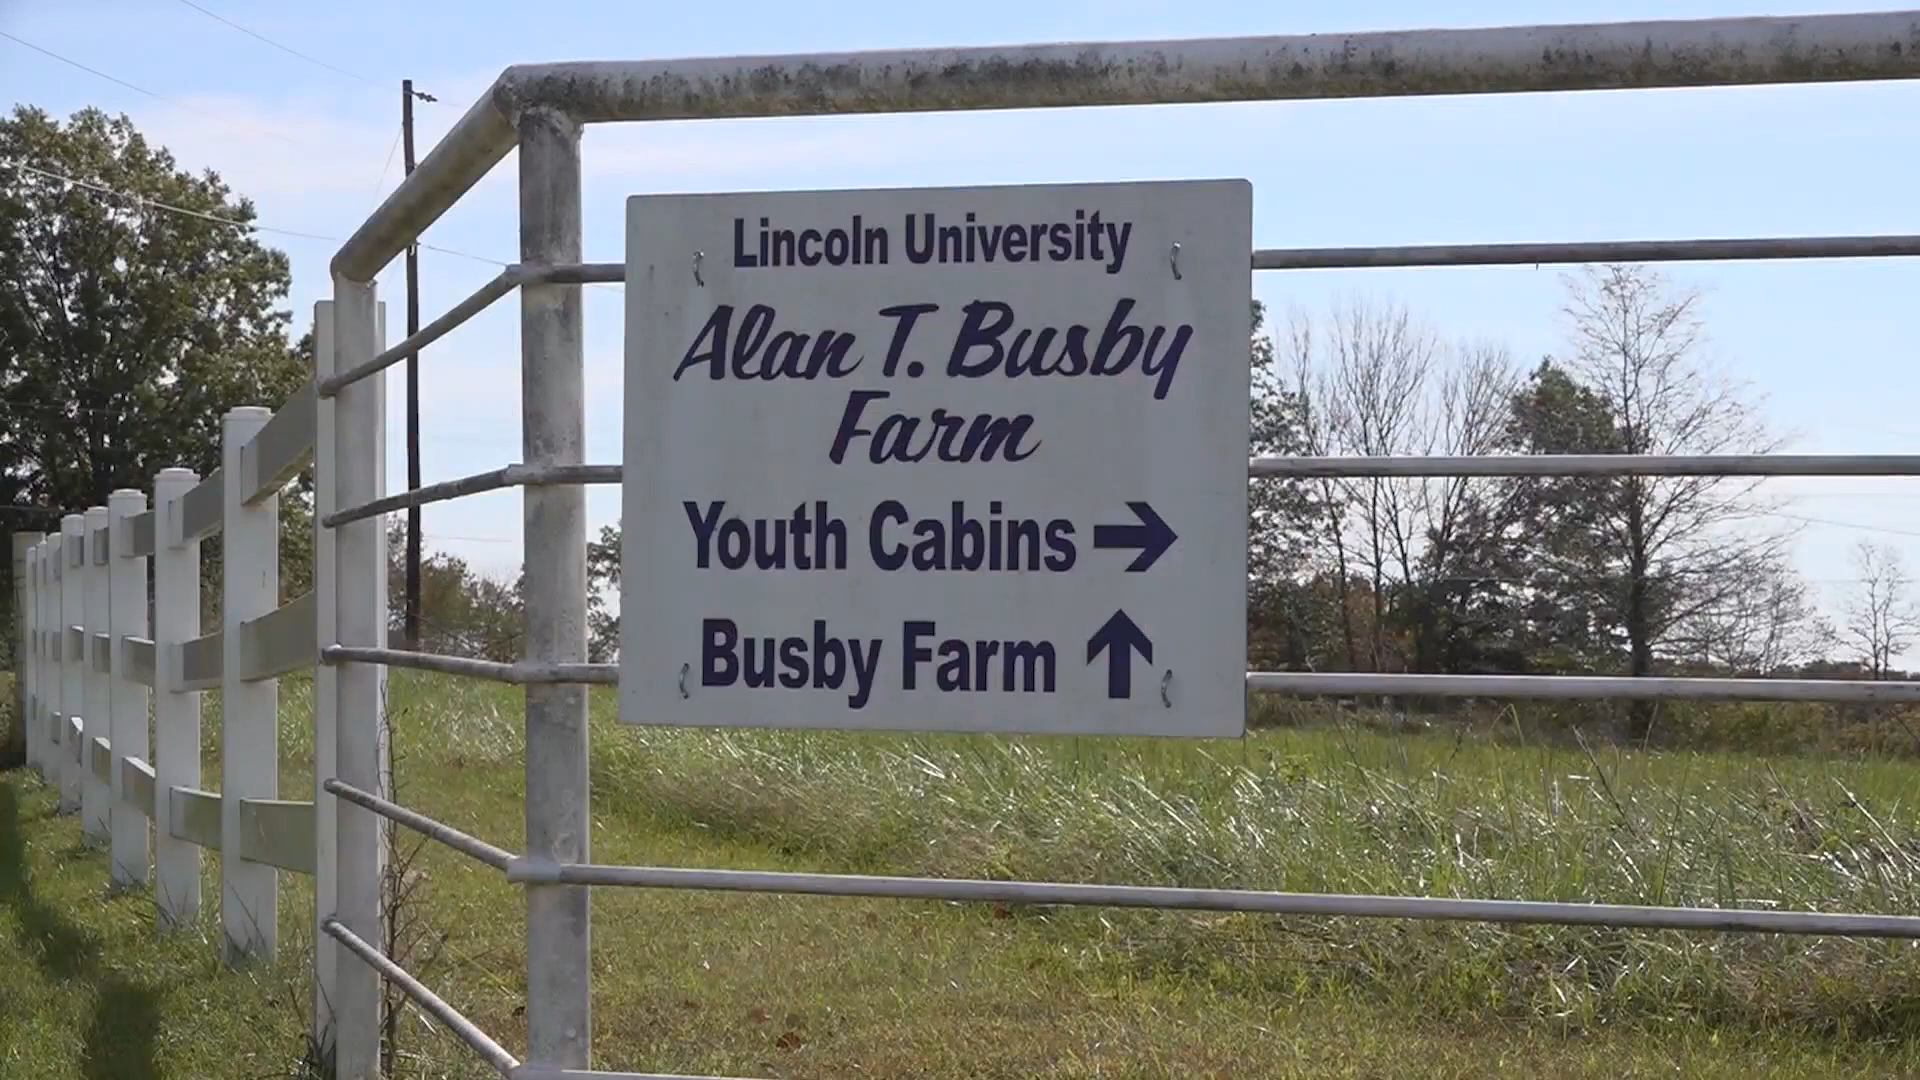 Lincoln University
Alan T. Busby
Farm
Youth Cabins →
Busby Farm ↑